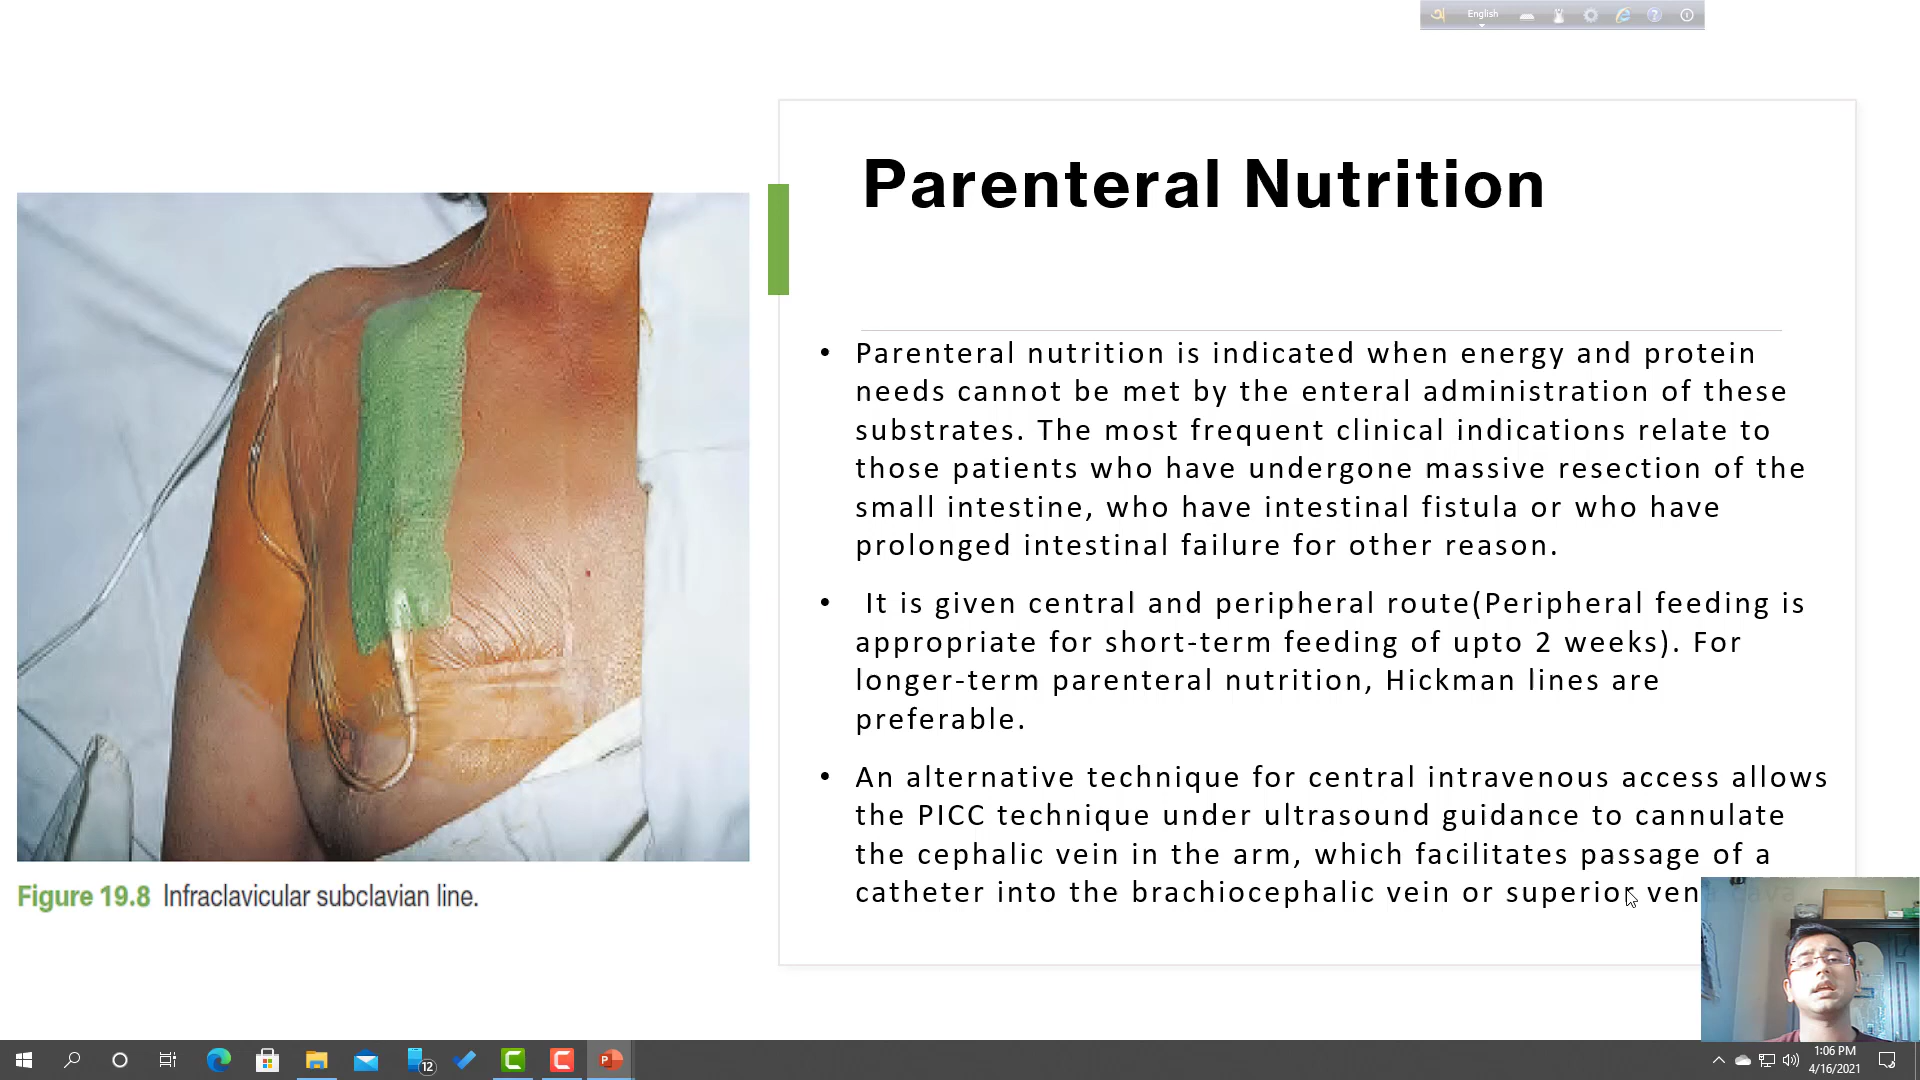 English
Parenteral Nutrition
• Parenteral nutrition is indicated when energy and protein
needs cannot be met by the enteral administration of these
substrates. The most frequent clinical indications relate to
those patients who have undergone massive resection of the
small intestine, who have intestinal fistula or who have
prolonged intestinal failure for other reason.
• It is given central and peripheral route(Peripheral feeding is
appropriate for short-term feeding of upto 2 weeks). For
longer-term parenteral nutrition, Hickman lines are
preferable.
• An alternative technique for central intravenous access allows
the PICC technique under ultrasound guidance to cannulate
the cephalic vein in the arm, which facilitates passage of a
catheter into the brachiocephalic vein or superior vena cava
Figure 19.8 Infraclavicular subclavian line.
12
1:06 PM
4/16/2021